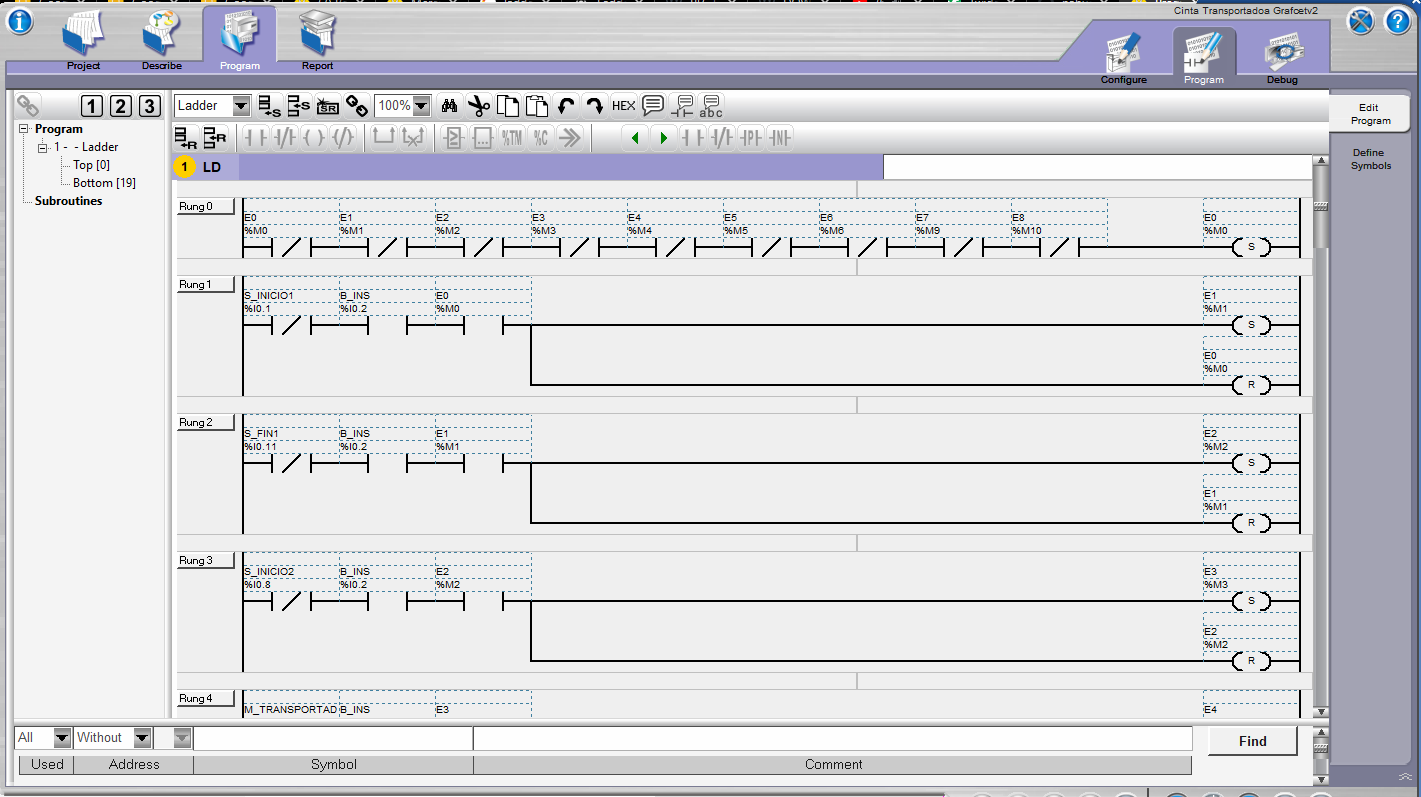 Cinta Transportadoa Grafcetv2
Project
Describe
Program
Report
Configure
Program
Debug
1 2 3
Ladder
100%
HEX
abc
Edit
Program
Define
Symbols
Program
1 - - Ladder
Top [0]
Bottom [19]
Subroutines
%TM
%C
1 LD
Rung 0
E0 E1 E2 E3 E4 E5 E6 E7 E8 E0
%M0 %M1 %M2 %M3 %M4 %M5 %M6 %M9 %M10 %M0
S
Rung 1
S_INICIO1 B_INS E0 E1
%I0.1 %I0.2 %M0 %M1
S
E0
%M0
R
Rung 2
S_FIN1 B_INS E1 E2
%I0.11 %I0.2 %M1 %M2
S
E1
%M1
R
Rung 3
S_INICIO2 B_INS E2 E3
%I0.8 %I0.2 %M2 %M3
S
E2
%M2
R
Rung 4
M_TRANSPORTAD B_INS E3 E4
All Without Find
Used Address Symbol Comment